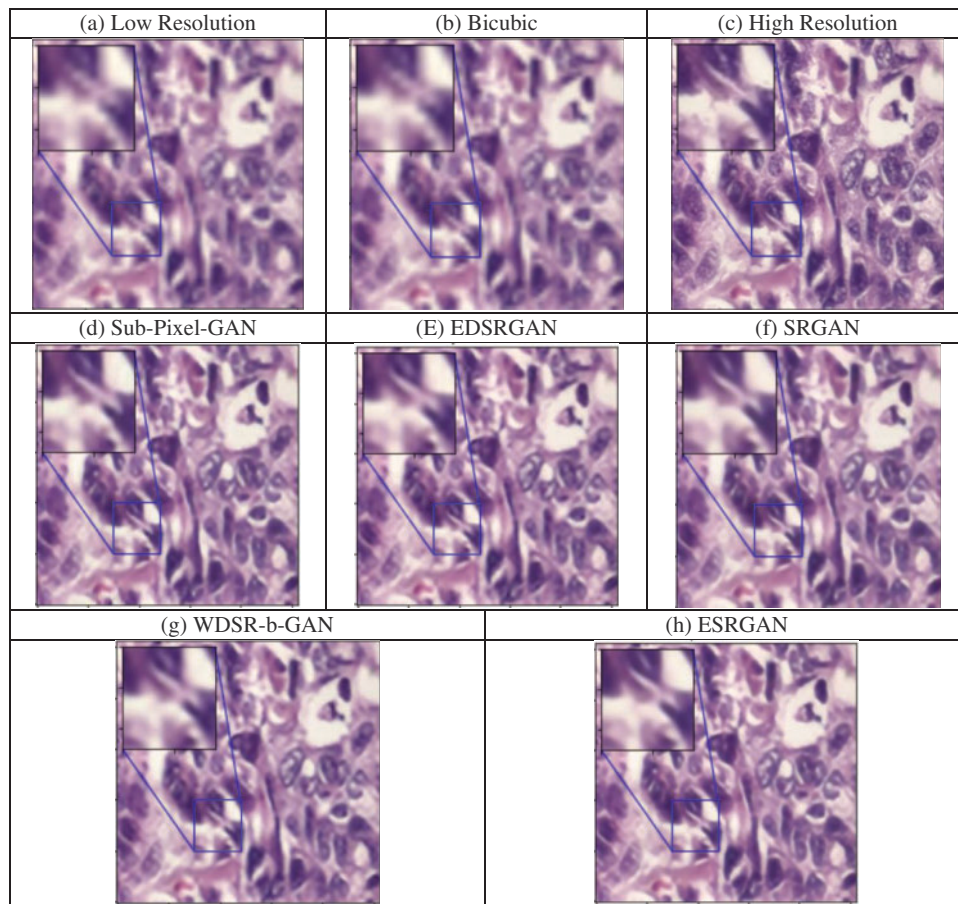 (a) Low Resolution
(b) Bicubic
(c) High Resolution
(d) Sub-Pixel-GAN
(E) EDSRGAN
(f) SRGAN
(g) WDSR-b-GAN
(h) ESRGAN